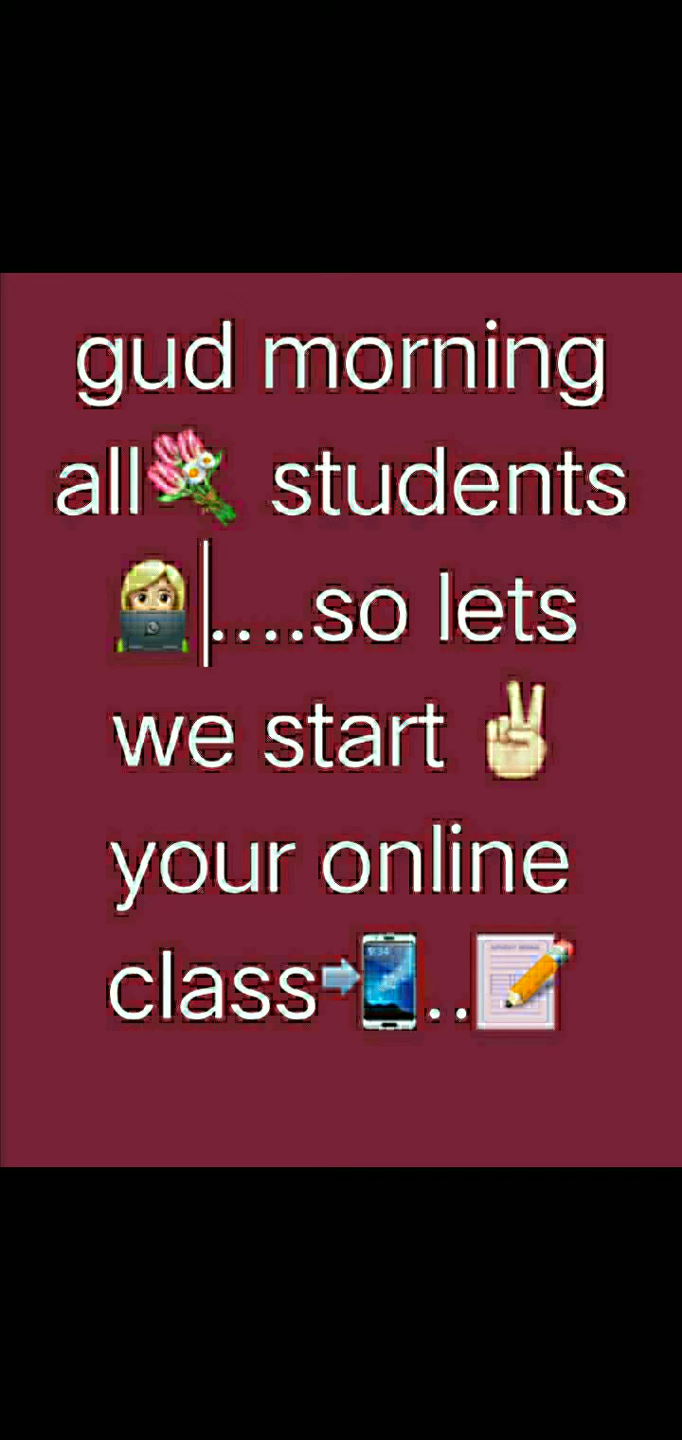 gud morning
all💐 students
👩🏼‍💻....so lets
we start ✌🏼
your online
class📲..📝